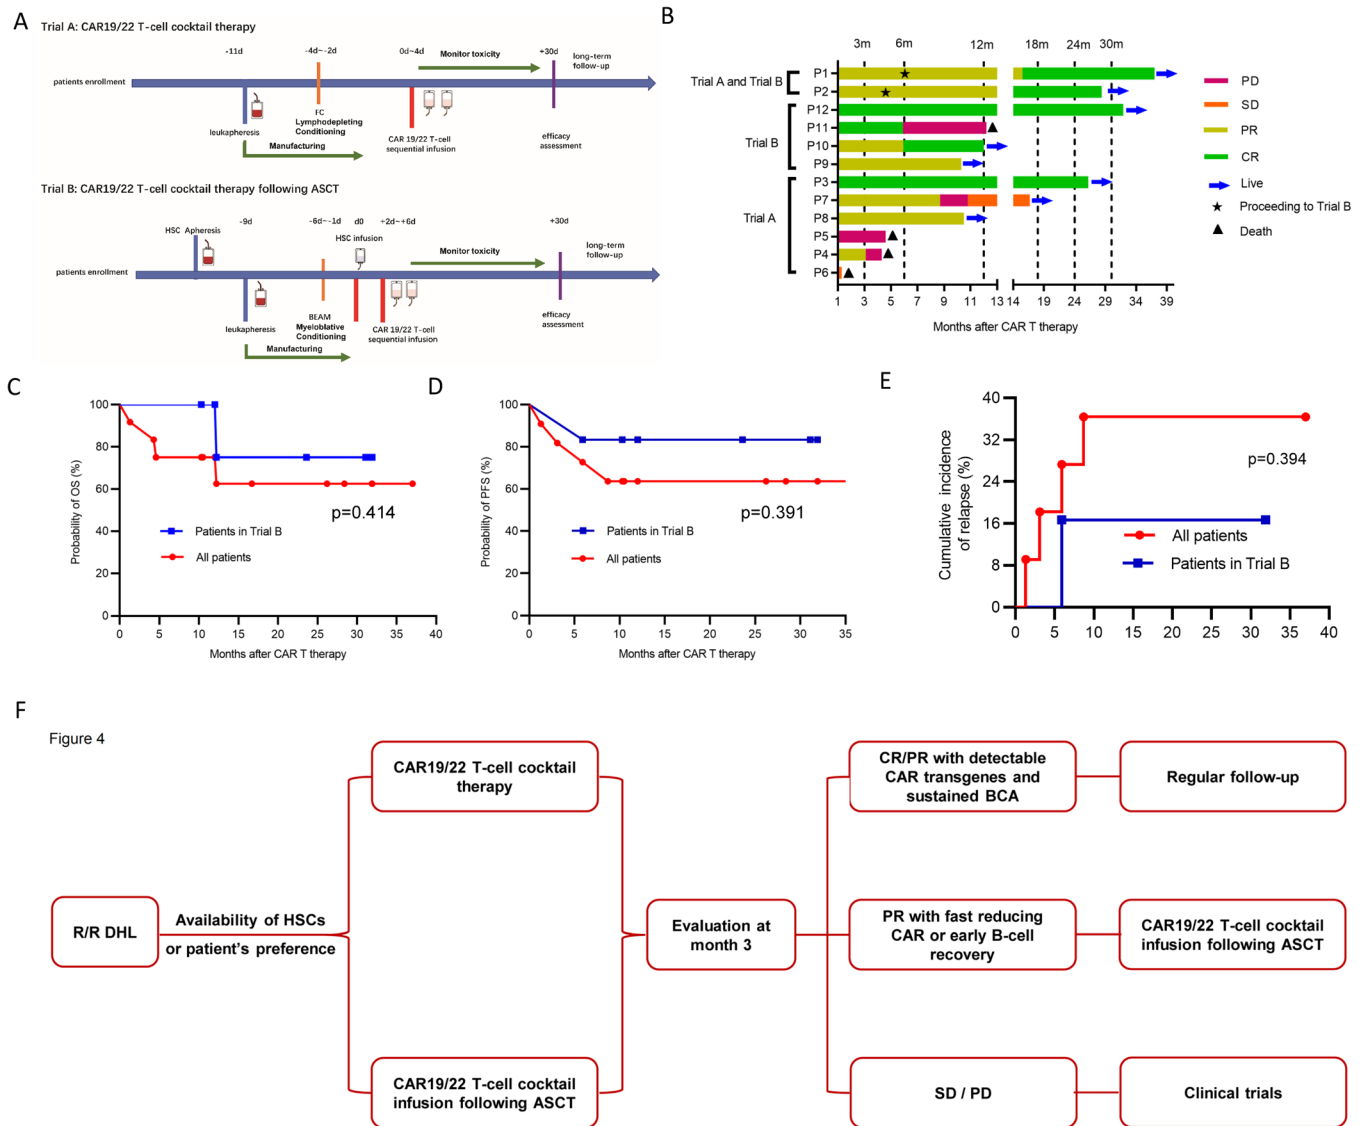 A
Trial A: CAR19/22 T-cell cocktail therapy
-11d
-4d~-2d
0d~4d
Monitor toxicity
+30d
long-term
follow-up
patients enrollment
leukapheresis
FC
Lymphodepleting
Conditioning
CAR 19/22 T-cell
sequential infusion
efficacy
assessment
Manufacturing
Trial B: CAR19/22 T-cell cocktail therapy following ASCT
-9d
-6d~-1d
d0
+2d~+6d
+30d
HSC Apheresis
HSC infusion
Monitor toxicity
long-term
follow-up
patients enrollment
leukapheresis
BEAM
Myeloblative
Conditioning
CAR 19/22 T-cell
sequential infusion
efficacy
assessment
Manufacturing
B
3m 6m 12m 18m 24m 30m
Trial A and Trial B
Trial B
Trial A
P1
P2
P12
P11
P10
P9
P3
P7
P8
P5
P4
P6
1 3 5 7 9 11 13 14 19 24 29 34 39
Months after CAR T therapy
PD
SD
PR
CR
Live
Proceeding to Trial B
Death
C
Probability of OS (%)
100
80
60
40
20
0
p=0.414
Patients in Trial B
All patients
0 5 10 15 20 25 30 35 40
Months after CAR T therapy
D
Probability of PFS (%)
100
80
60
40
20
0
p=0.391
Patients in Trial B
All patients
0 5 10 15 20 25 30 35
Months after CAR T therapy
E
Cumulative incidence
of relapse (%)
40
32
24
16
8
0
p=0.394
All patients
Patients in Trial B
0 5 10 15 20 25 30 35 40
Months after CAR T therapy
F
Figure 4
R/R DHL
Availability of HSCs
or patient's preference
CAR19/22 T-cell cocktail
therapy
CAR19/22 T-cell cocktail
infusion following ASCT
Evaluation at
month 3
CR/PR with detectable
CAR transgenes and
sustained BCA
Regular follow-up
PR with fast reducing
CAR or early B-cell
recovery
CAR19/22 T-cell cocktail
infusion following ASCT
SD / PD
Clinical trials